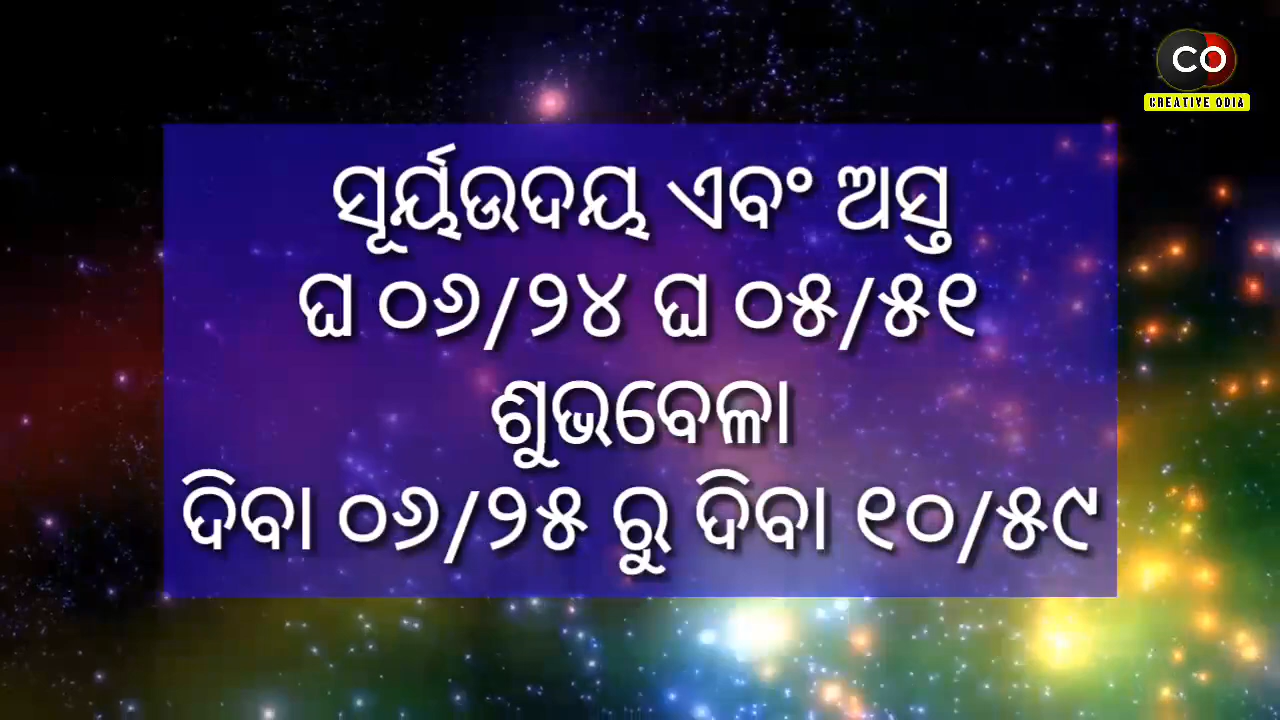 CO
CREATIVE ODIA
ସୂର୍ଯ୍ୟଉଦୟ ଏବଂ ଅସ୍ତ
ଘ ୦୬/୨୪ ଘ ୦୫/୫୧
ଶୁଭବେଳା
ଦିବା ୦୬/୨୫ ରୁ ଦିବା ୧୦/୫୯